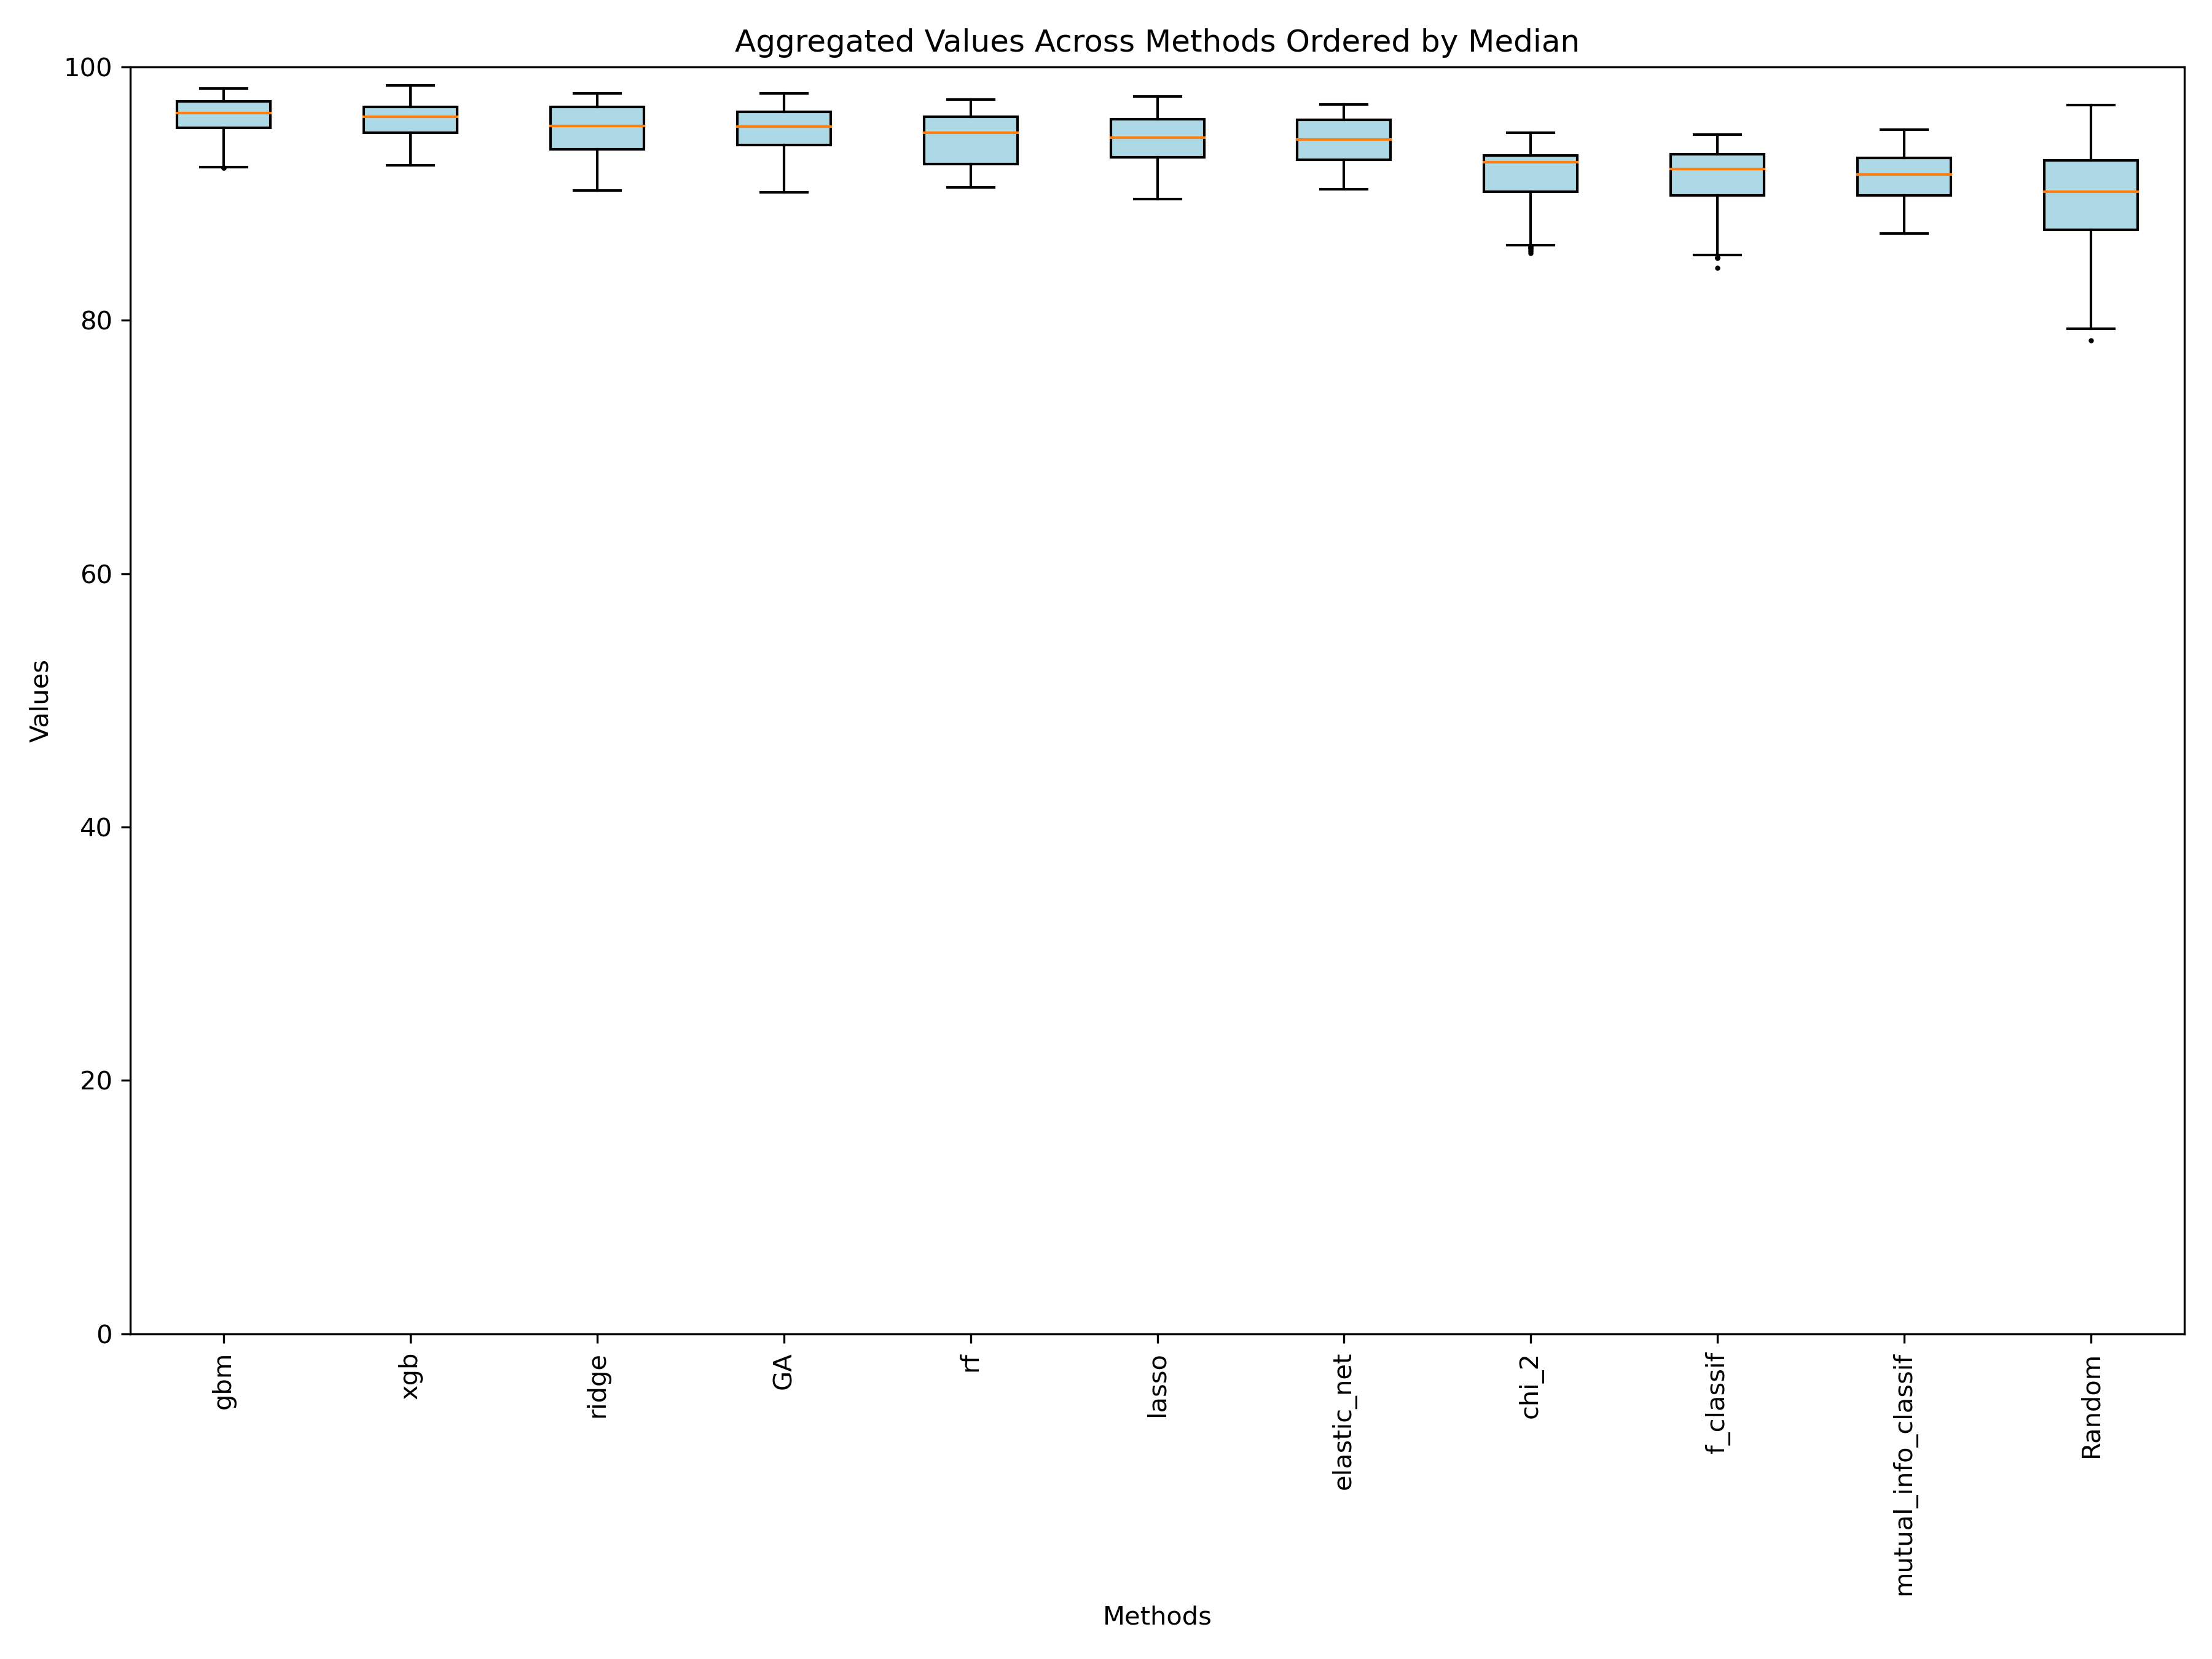 Aggregated Values Across Methods Ordered by Median
100
80
60
40
20
0
Values
gbm
xgb
ridge
GA
rf
lasso
elastic_net
chi_2
f_classif
mutual_info_classif
Random
Methods